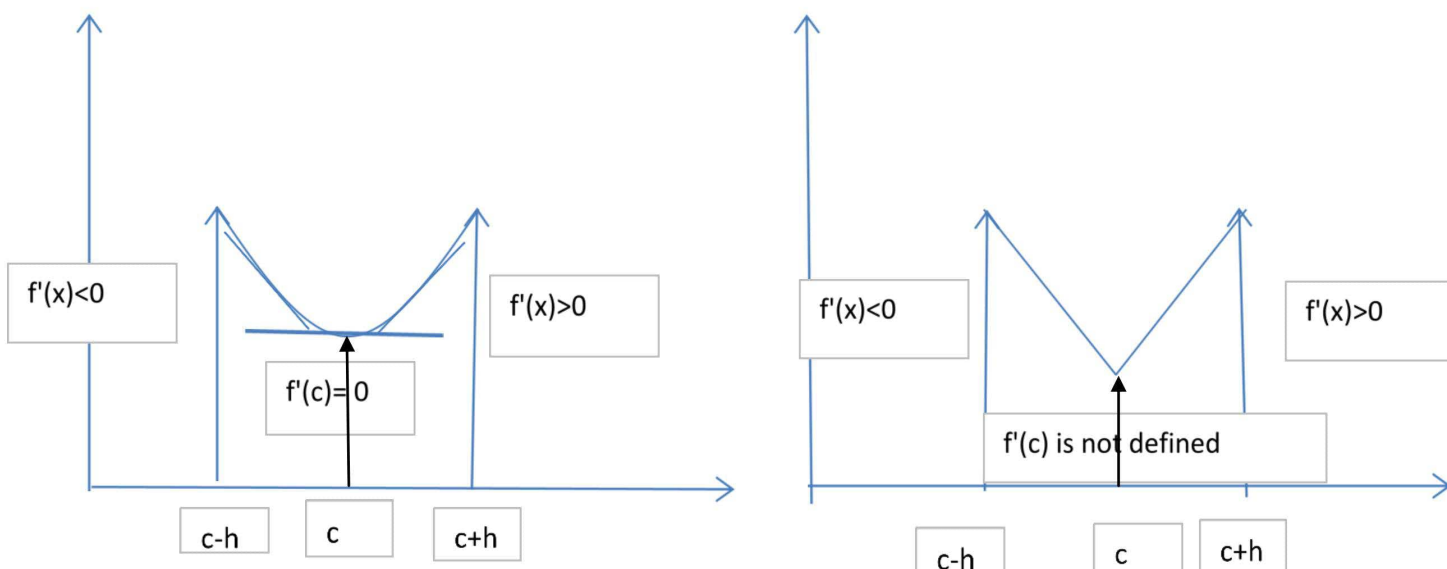 f'(x)<0
f'(x)>0
f'(c)= 0
c-h
c
c+h
f'(x)<0
f'(x)>0
f'(c) is not defined
c-h
c
c+h